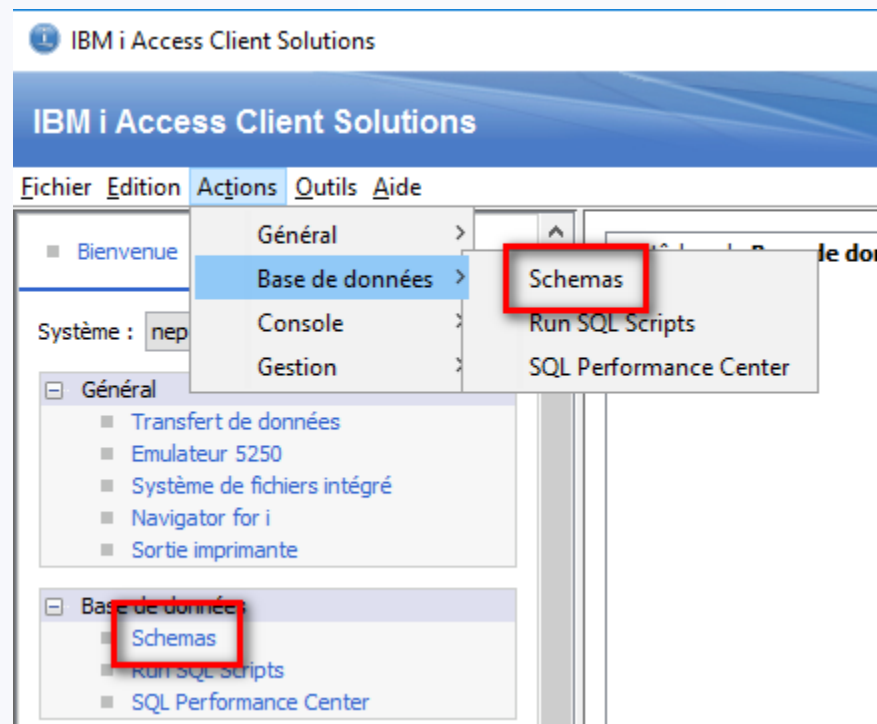 IBM i Access Client Solutions
IBM i Access Client Solutions
Fichier Edition Actions Outils Aide
Bienvenue
Général
Base de données
Console
Gestion
Schemas
Run SQL Scripts
SQL Performance Center
Système : nep
Général
Transfert de données
Emulateur 5250
Système de fichiers intégré
Navigator for i
Sortie imprimante
Base de données
Schemas
Run SQL Scripts
SQL Performance Center